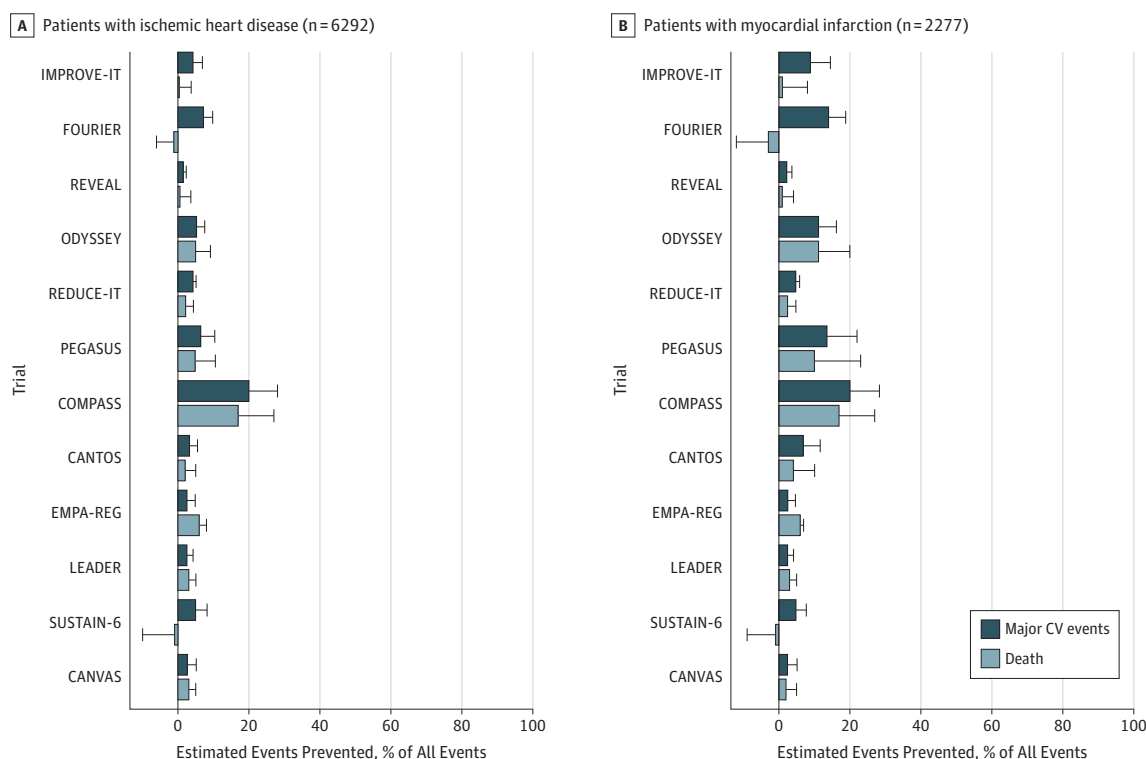 A Patients with ischemic heart disease (n=6292)
IMPROVE-IT
FOURIER
REVEAL
ODYSSEY
REDUCE-IT
PEGASUS
COMPASS
CANTOS
EMPA-REG
LEADER
SUSTAIN-6
CANVAS
Trial
0 20 40 60 80 100
Estimated Events Prevented, % of All Events
B Patients with myocardial infarction (n=2277)
IMPROVE-IT
FOURIER
REVEAL
ODYSSEY
REDUCE-IT
PEGASUS
COMPASS
CANTOS
EMPA-REG
LEADER
SUSTAIN-6
CANVAS
Trial
Major CV events
Death
0 20 40 60 80 100
Estimated Events Prevented, % of All Events